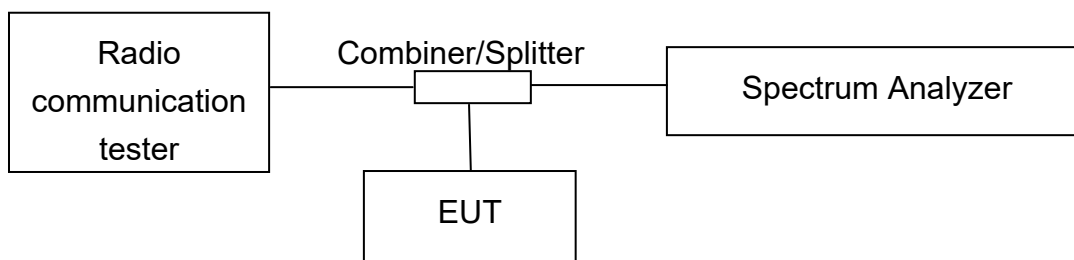 Radio
communication
tester
Combiner/Splitter
Spectrum Analyzer
EUT